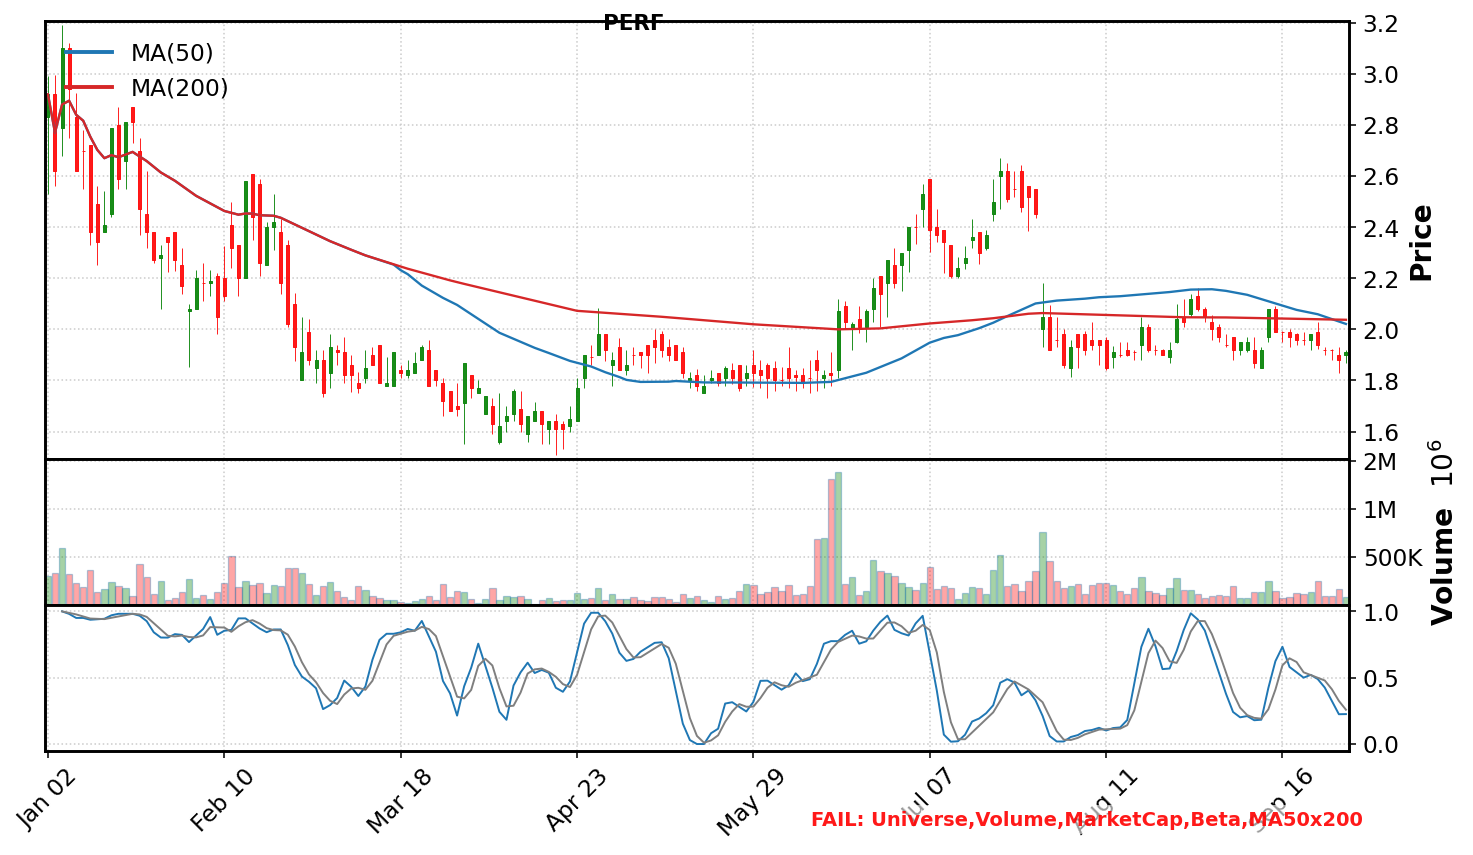 PERF
MA(50)
MA(200)
3.2
3.0
2.8
2.6
2.4
2.2
2.0
1.8
1.6
Price
2M
1M
500K
Volume 10^6
1.0
0.5
0.0
Jan 02
Feb 10
Mar 18
Apr 23
May 29
Jul 07
Aug 11
Sep 16
FAIL: Universe,Volume,MarketCap,Beta,MA50x200